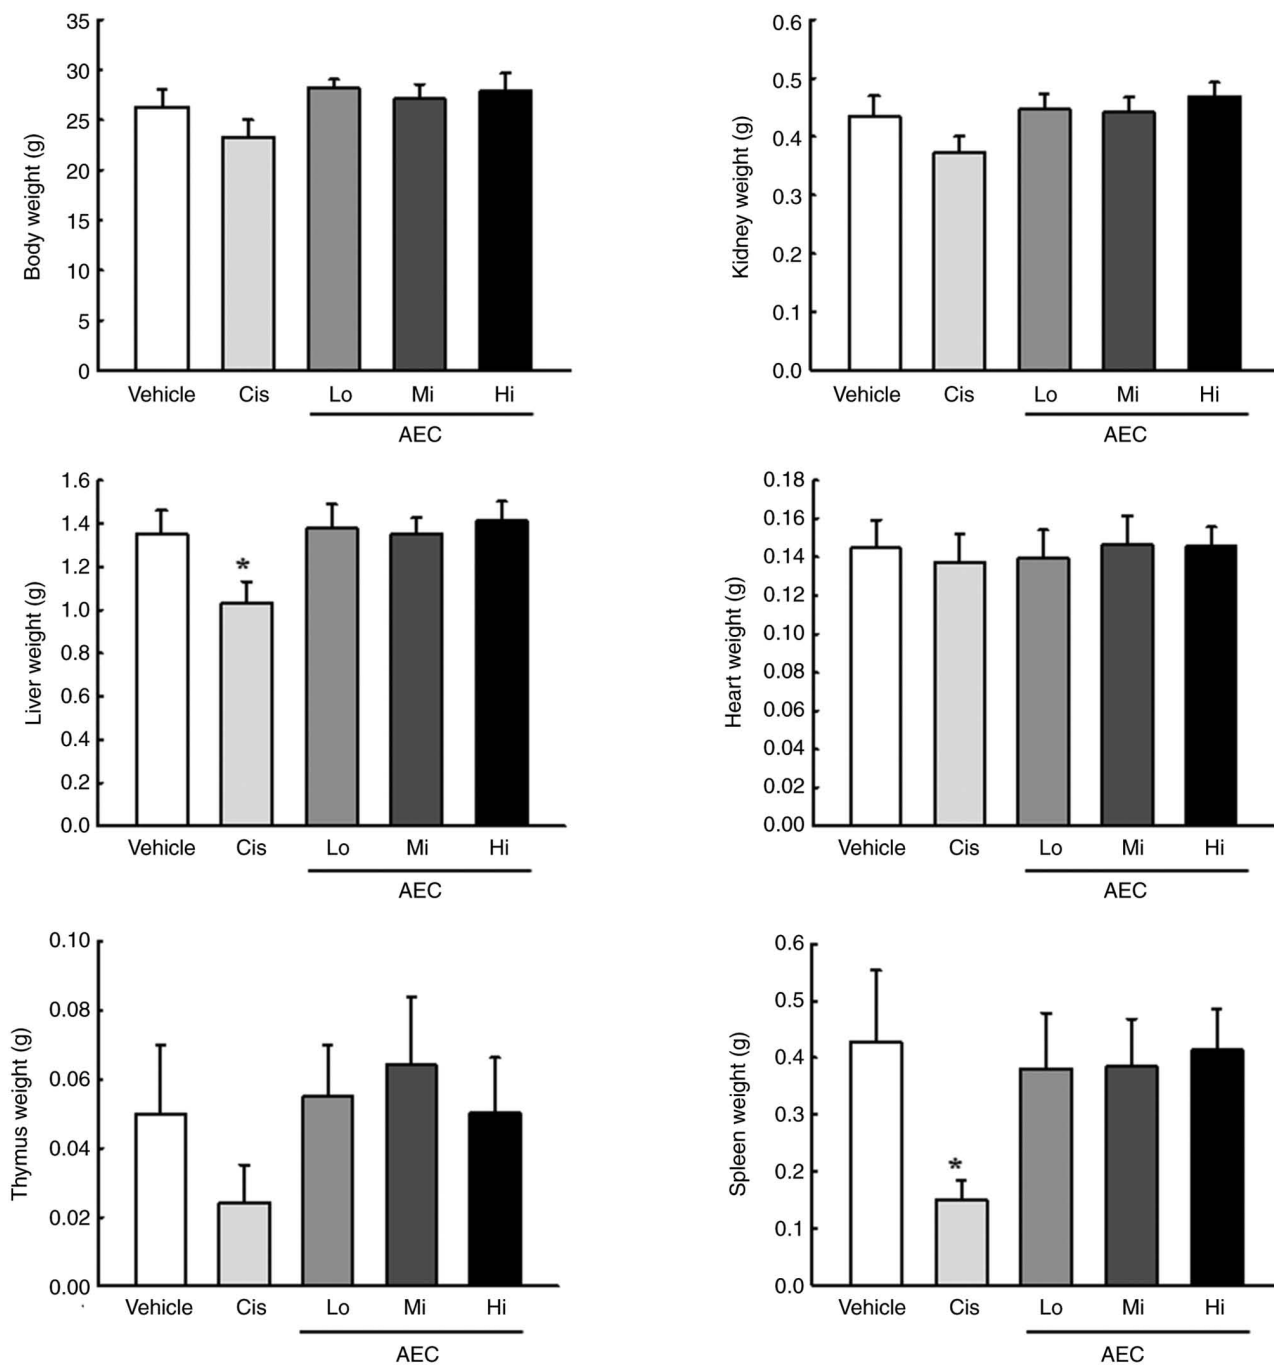 Body weight (g)
35
30
25
20
15
10
5
0
Vehicle Cis Lo Mi Hi
AEC
Kidney weight (g)
0.6
0.5
0.4
0.3
0.2
0.1
0.0
Vehicle Cis Lo Mi Hi
AEC
Liver weight (g)
1.6
1.4
1.2
1.0
0.8
0.6
0.4
0.2
0.0
*
Vehicle Cis Lo Mi Hi
AEC
Heart weight (g)
0.18
0.16
0.14
0.12
0.10
0.08
0.06
0.04
0.02
0.00
Vehicle Cis Lo Mi Hi
AEC
Thymus weight (g)
0.10
0.08
0.06
0.04
0.02
0.00
Vehicle Cis Lo Mi Hi
AEC
Spleen weight (g)
0.6
0.5
0.4
0.3
0.2
0.1
0.0
*
Vehicle Cis Lo Mi Hi
AEC